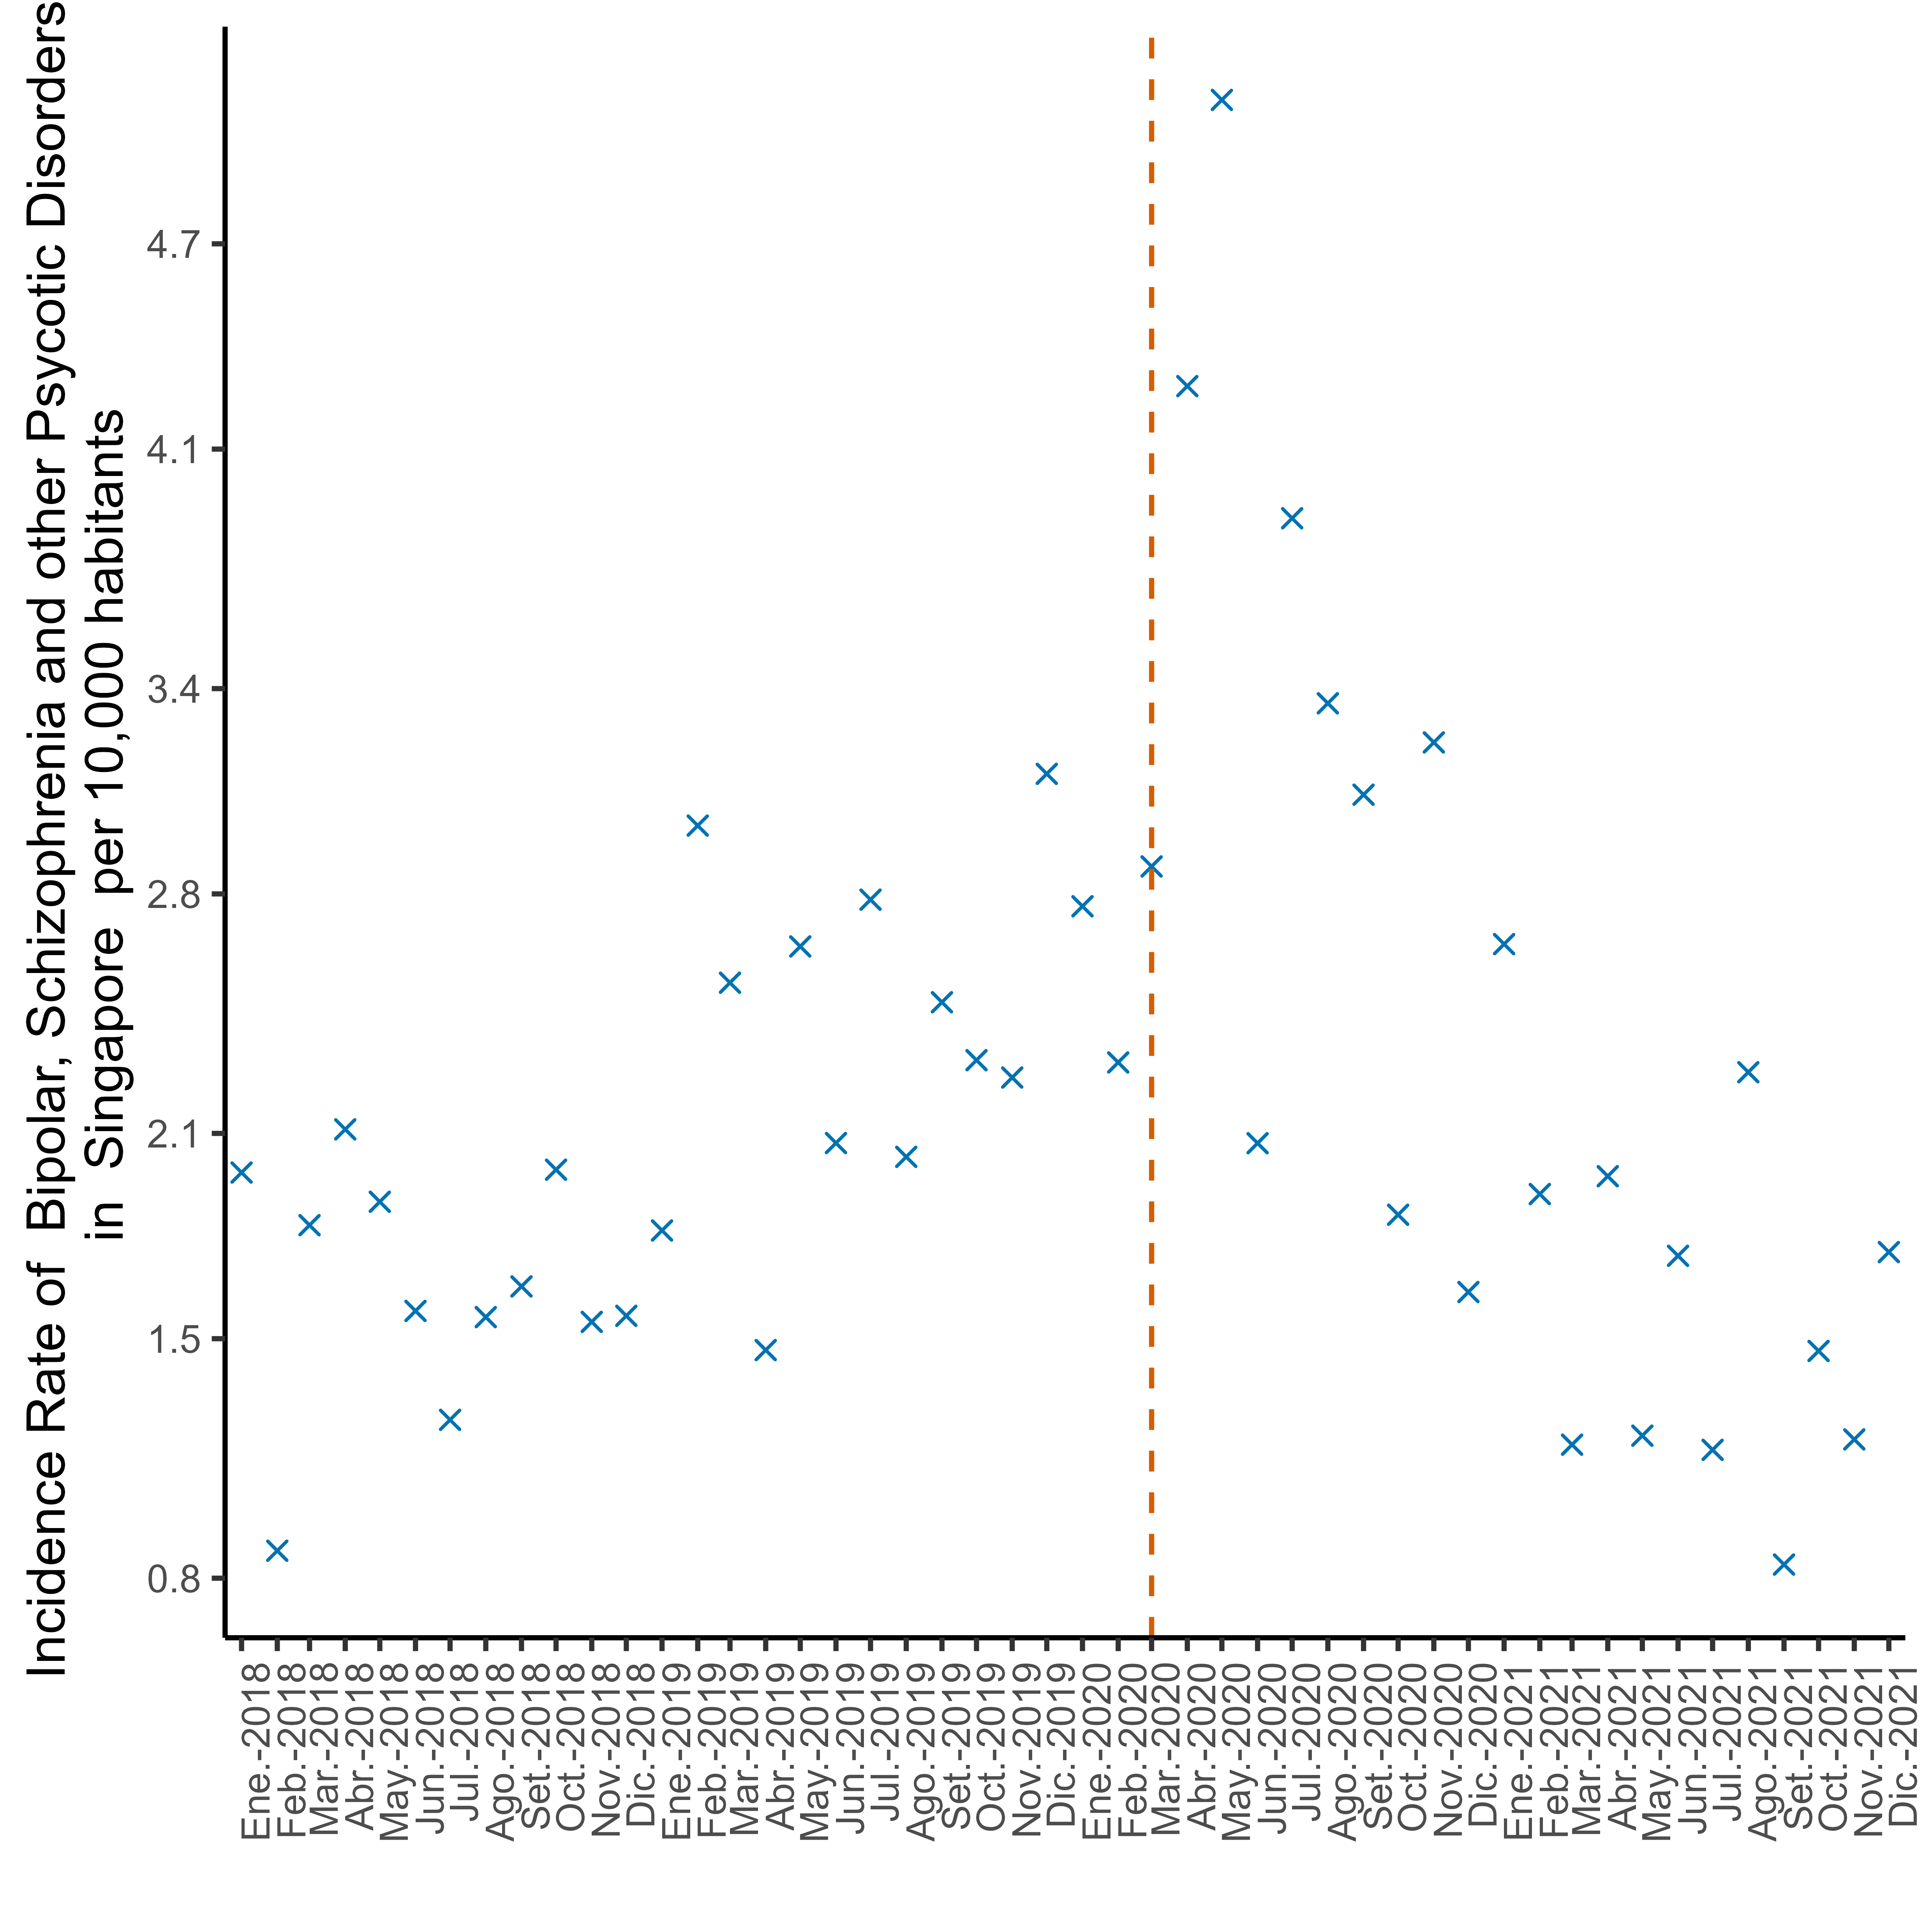 Incidence Rate of Bipolar, Schizophrenia and other Psycotic Disorders
in Singapore per 10,000 habitants
4.7
4.1
3.4
2.8
2.1
1.5
0.8
Ene.-2018
Feb.-2018
Mar.-2018
Abr.-2018
May.-2018
Jun.-2018
Jul.-2018
Ago.-2018
Set.-2018
Oct.-2018
Nov.-2018
Dic.-2018
Ene.-2019
Feb.-2019
Mar.-2019
Abr.-2019
May.-2019
Jun.-2019
Jul.-2019
Ago.-2019
Set.-2019
Oct.-2019
Nov.-2019
Dic.-2019
Ene.-2020
Feb.-2020
Mar.-2020
Abr.-2020
May.-2020
Jun.-2020
Jul.-2020
Ago.-2020
Set.-2020
Oct.-2020
Nov.-2020
Dic.-2020
Ene.-2021
Feb.-2021
Mar.-2021
Abr.-2021
May.-2021
Jun.-2021
Jul.-2021
Ago.-2021
Set.-2021
Oct.-2021
Nov.-2021
Dic.-2021